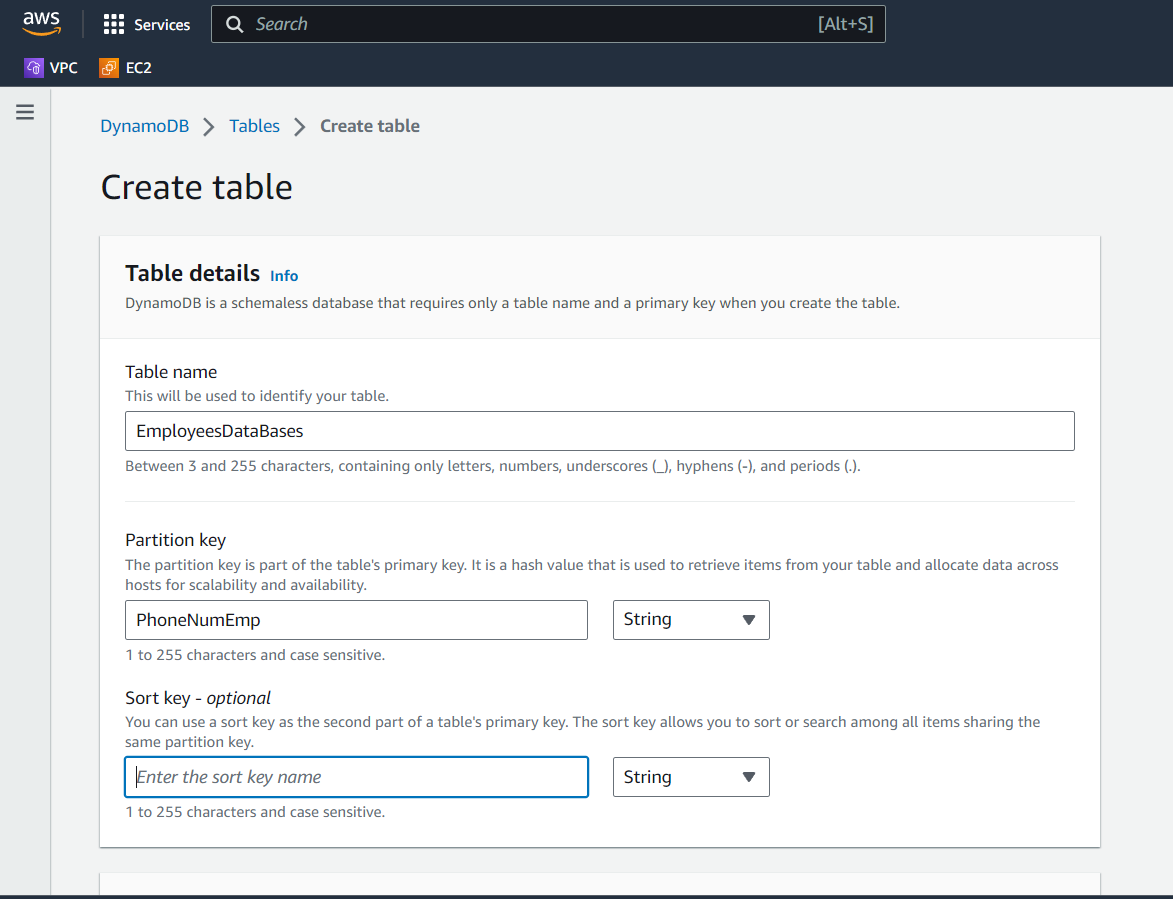 aws
Services
Search [Alt+S]
VPC EC2
DynamoDB Tables Create table
Create table
Table details Info
DynamoDB is a schemaless database that requires only a table name and a primary key when you create the table.
Table name
This will be used to identify your table.
EmployeesDataBases
Between 3 and 255 characters, containing only letters, numbers, underscores (_), hyphens (-), and periods (.).
Partition key
The partition key is part of the table's primary key. It is a hash value that is used to retrieve items from your table and allocate data across
hosts for scalability and availability.
PhoneNumEmp String
1 to 255 characters and case sensitive.
Sort key - optional
You can use a sort key as the second part of a table's primary key. The sort key allows you to sort or search among all items sharing the
same partition key.
Enter the sort key name String
1 to 255 characters and case sensitive.